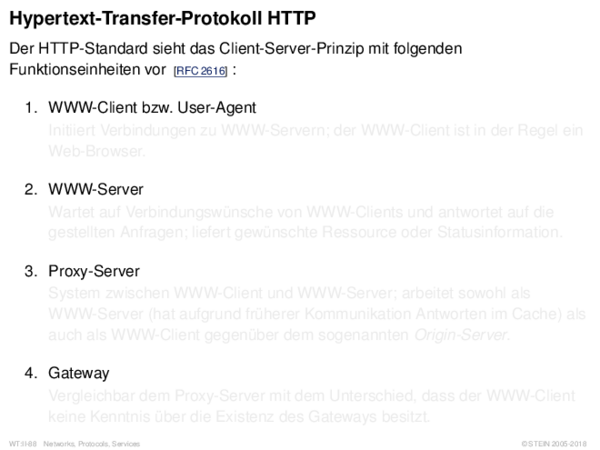 Hypertext-Transfer-Protokoll HTTP
Der HTTP-Standard sieht das Client-Server-Prinzip mit folgenden
Funktionseinheiten vor [RFC 2616] :
1. WWW-Client bzw. User-Agent
Initiiert Verbindungen zu WWW-Servern; der WWW-Client ist in der Regel ein
Web-Browser.
2. WWW-Server
Wartet auf Verbindungswünsche von WWW-Clients und antwortet auf die
gestellten Anfragen; liefert gewünschte Ressource oder Statusinformation.
3. Proxy-Server
System zwischen WWW-Client und WWW-Server; arbeitet sowohl als
WWW-Server (hat aufgrund früherer Kommunikation Antworten im Cache) als
auch als WWW-Client gegenüber dem sogenannten Origin-Server.
4. Gateway
Vergleichbar dem Proxy-Server mit dem Unterschied, dass der WWW-Client
keine Kenntnis über die Existenz des Gateways besitzt.
WT:II-88 Networks, Protocols, Services © STEIN 2005-2018